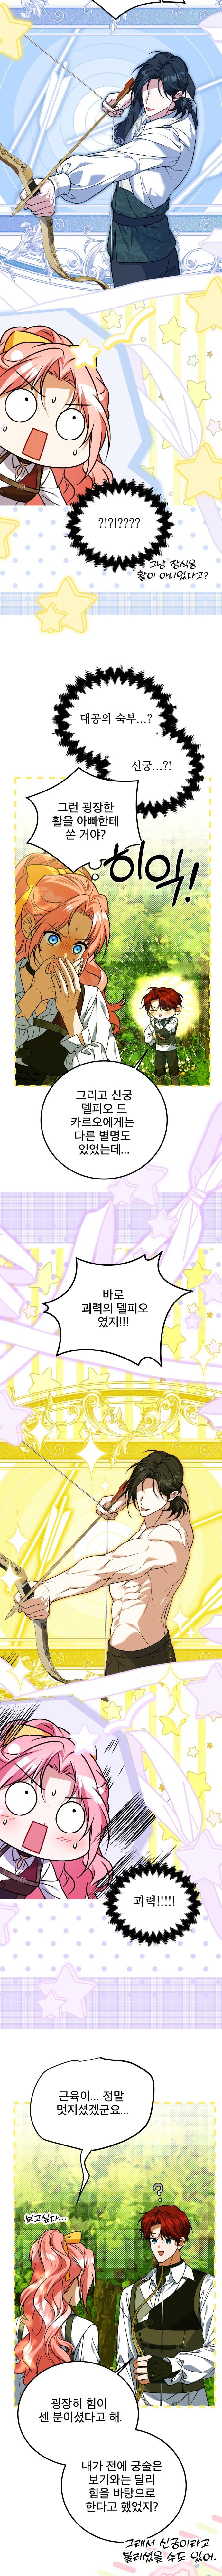 ?!?!????
그냥 장식용
활이 아니었다고?
대공의 숙부...?
신궁...?!
그런 굉장한
활을 아빠한테
쏜 거야?
히익!
그리고 신궁
델피오 드
카르오에게는
다른 별명도
있었는데...
바로
괴력의 델피오
였지!!!
괴력!!!!!
근육이... 정말
멋지셨겠군요...
보고싶다...
?
굉장히 힘이
센 분이셨다고 해.
내가 전에 궁술은
보기와는 달리
힘을 바탕으로
한다고 했었지?
그래서 신궁이라고
불리셨을 수도 있어.